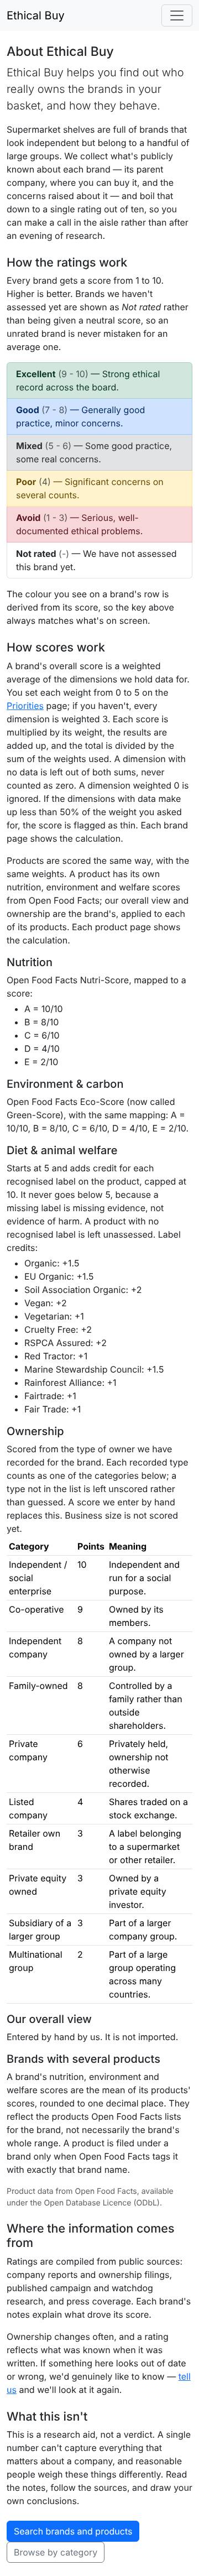 Ethical Buy
About Ethical Buy
Ethical Buy helps you find out who
really owns the brands in your
basket, and how they behave.
Supermarket shelves are full of brands that
look independent but belong to a handful of
large groups. We collect what's publicly
known about each brand — its parent
company, where you can buy it, and the
concerns raised about it — and boil that
down to a single rating out of ten, so you
can make a call in the aisle rather than after
an evening of research.
How the ratings work
Every brand gets a score from 1 to 10.
Higher is better. Brands we haven't
assessed yet are shown as Not rated rather
than being given a neutral score, so an
unrated brand is never mistaken for an
average one.
Excellent (9 - 10) — Strong ethical
record across the board.
Good (7 - 8) — Generally good
practice, minor concerns.
Mixed (5 - 6) — Some good practice,
some real concerns.
Poor (4) — Significant concerns on
several counts.
Avoid (1 - 3) — Serious, well-
documented ethical problems.
Not rated (-) — We have not assessed
this brand yet.
The colour you see on a brand's row is
derived from its score, so the key above
always matches what's on screen.
How scores work
A brand's overall score is a weighted
average of the dimensions we hold data for.
You set each weight from 0 to 5 on the
Priorities page; if you haven't, every
dimension is weighted 3. Each score is
multiplied by its weight, the results are
added up, and the total is divided by the
sum of the weights used. A dimension with
no data is left out of both sums, never
counted as zero. A dimension weighted 0 is
ignored. If the dimensions with data make
up less than 50% of the weight you asked
for, the score is flagged as thin. Each brand
page shows the calculation.
Products are scored the same way, with the
same weights. A product has its own
nutrition, environment and welfare scores
from Open Food Facts; our overall view and
ownership are the brand's, applied to each
of its products. Each product page shows
the calculation.
Nutrition
Open Food Facts Nutri-Score, mapped to a
score:
• A = 10/10
• B = 8/10
• C = 6/10
• D = 4/10
• E = 2/10
Environment & carbon
Open Food Facts Eco-Score (now called
Green-Score), with the same mapping: A =
10/10, B = 8/10, C = 6/10, D = 4/10, E = 2/10.
Diet & animal welfare
Starts at 5 and adds credit for each
recognised label on the product, capped at
10. It never goes below 5, because a
missing label is missing evidence, not
evidence of harm. A product with no
recognised label is left unassessed. Label
credits:
• Organic: +1.5
• EU Organic: +1.5
• Soil Association Organic: +2
• Vegan: +2
• Vegetarian: +1
• Cruelty Free: +2
• RSPCA Assured: +2
• Red Tractor: +1
• Marine Stewardship Council: +1.5
• Rainforest Alliance: +1
• Fairtrade: +1
• Fair Trade: +1
Ownership
Scored from the type of owner we have
recorded for the brand. Each recorded type
counts as one of the categories below; a
type not in the list is left unscored rather
than guessed. A score we enter by hand
replaces this. Business size is not scored
yet.
Category Points Meaning
Independent / 10 Independent and
social run for a social
enterprise purpose.
Co-operative 9 Owned by its
members.
Independent 8 A company not
company owned by a larger
group.
Family-owned 8 Controlled by a
family rather than
outside
shareholders.
Private 6 Privately held,
company ownership not
otherwise
recorded.
Listed 4 Shares traded on a
company stock exchange.
Retailer own 3 A label belonging
brand to a supermarket
or other retailer.
Private equity 3 Owned by a
owned private equity
investor.
Subsidiary of a 3 Part of a larger
larger group company group.
Multinational 2 Part of a large
group group operating
across many
countries.
Our overall view
Entered by hand by us. It is not imported.
Brands with several products
A brand's nutrition, environment and
welfare scores are the mean of its products'
scores, rounded to one decimal place. They
reflect the products Open Food Facts lists
for the brand, not necessarily the brand's
whole range. A product is filed under a
brand only when Open Food Facts tags it
with exactly that brand name.
Product data from Open Food Facts, available
under the Open Database Licence (ODbL).
Where the information comes
from
Ratings are compiled from public sources:
company reports and ownership filings,
published campaign and watchdog
research, and press coverage. Each brand's
notes explain what drove its score.
Ownership changes often, and a rating
reflects what was known when it was
written. If something here looks out of date
or wrong, we'd genuinely like to know — tell
us and we'll look at it again.
What this isn't
This is a research aid, not a verdict. A single
number can't capture everything that
matters about a company, and reasonable
people weigh these things differently. Read
the notes, follow the sources, and draw your
own conclusions.
Search brands and products
Browse by category